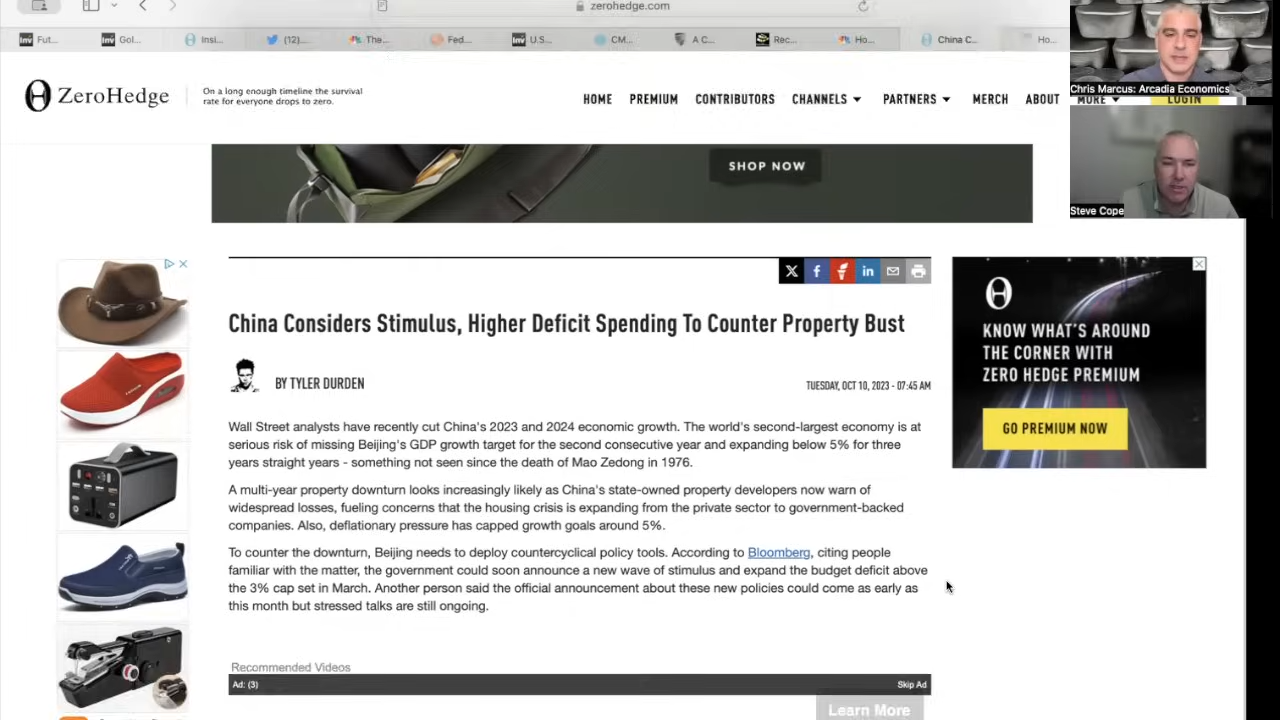 zerohedge.com
Fut...
Gol...
Insi...
(12)...
The...
Fed...
U.S...
CM...
A C...
Rec...
Ho...
China C...
Ho...
Chris Marcus: Arcadia Economics
Steve Cope
ZeroHedge
On a long enough timeline the survival
rate for everyone drops to zero.
HOME
PREMIUM
CONTRIBUTORS
CHANNELS
PARTNERS
MERCH
ABOUT
MORE
LOGIN
SHOP NOW
China Considers Stimulus, Higher Deficit Spending To Counter Property Bust
BY TYLER DURDEN
TUESDAY, OCT 10, 2023 - 07:45 AM
Wall Street analysts have recently cut China's 2023 and 2024 economic growth. The world's second-largest economy is at
serious risk of missing Beijing's GDP growth target for the second consecutive year and expanding below 5% for three
years straight years - something not seen since the death of Mao Zedong in 1976.
A multi-year property downturn looks increasingly likely as China's state-owned property developers now warn of
widespread losses, fueling concerns that the housing crisis is expanding from the private sector to government-backed
companies. Also, deflationary pressure has capped growth goals around 5%.
To counter the downturn, Beijing needs to deploy countercyclical policy tools. According to Bloomberg, citing people
familiar with the matter, the government could soon announce a new wave of stimulus and expand the budget deficit above
the 3% cap set in March. Another person said the official announcement about these new policies could come as early as
this month but stressed talks are still ongoing.
KNOW WHAT'S AROUND
THE CORNER WITH
ZERO HEDGE PREMIUM
GO PREMIUM NOW
Recommended Videos
Ad: (3)
Skip Ad
Learn More